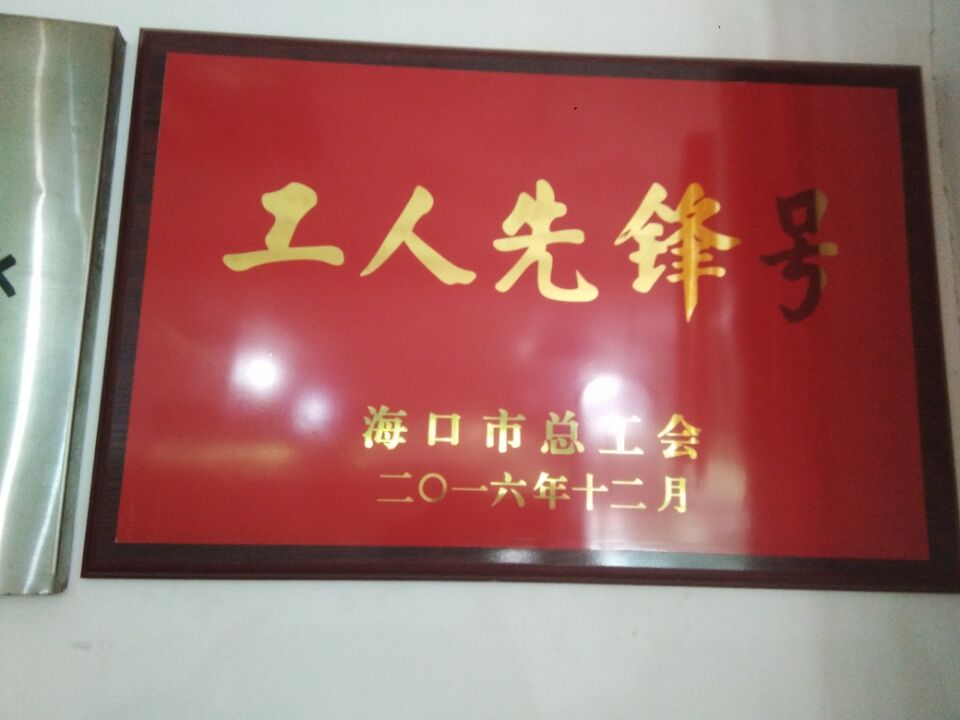 工人先锋号
海口市总工会
二〇一六年十二月